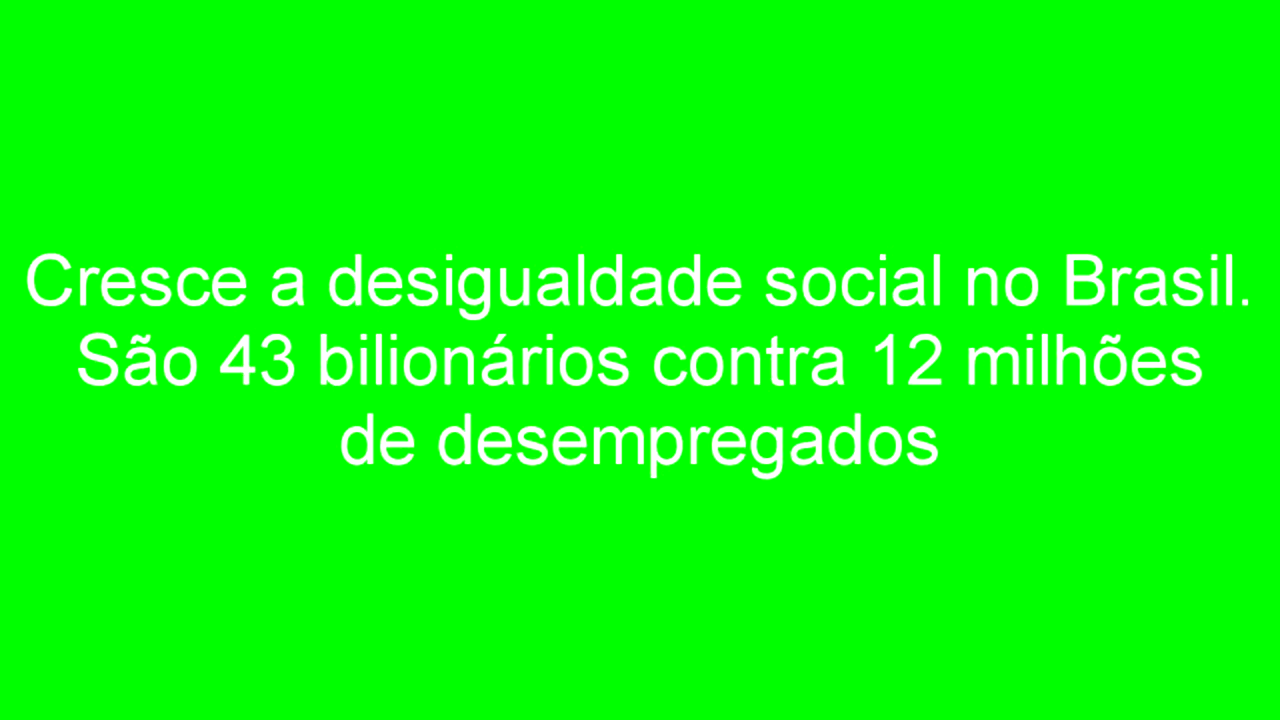 Cresce a desigualdade social no Brasil.
São 43 bilionários contra 12 milhões
de desempregados